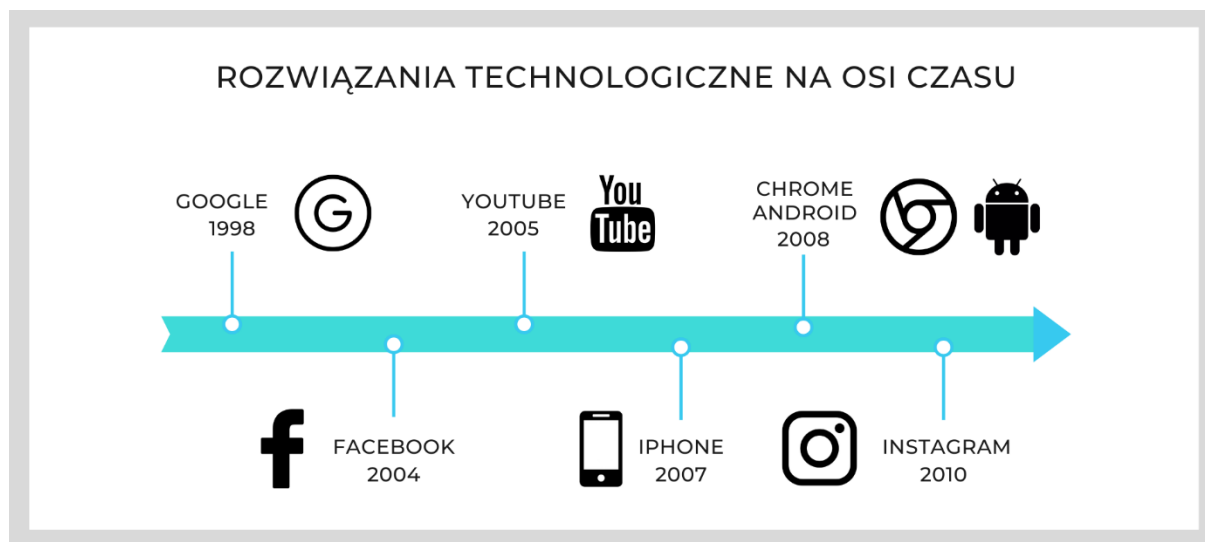 ROZWIĄZANIA TECHNOLOGICZNE NA OSI CZASU
GOOGLE
1998
G
FACEBOOK
2004
f
YOUTUBE
2005
You
Tube
IPHONE
2007
CHROME
ANDROID
2008
INSTAGRAM
2010